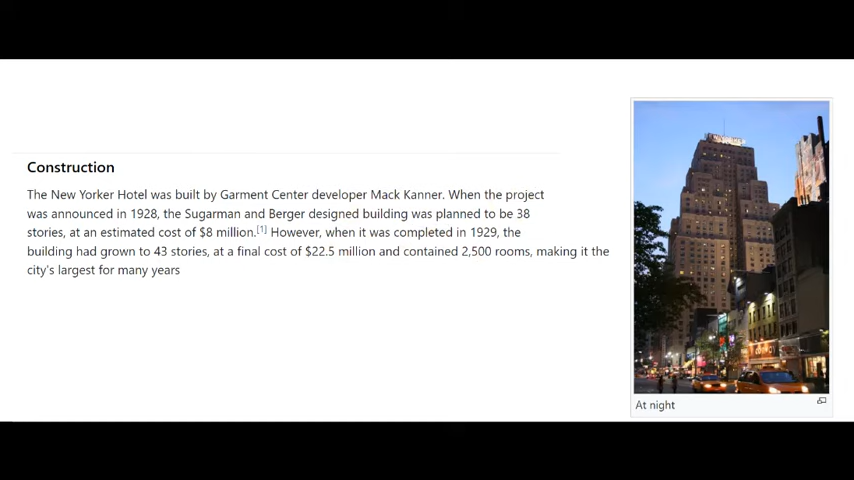 Construction
The New Yorker Hotel was built by Garment Center developer Mack Kanner. When the project
was announced in 1928, the Sugarman and Berger designed building was planned to be 38
stories, at an estimated cost of $8 million.[1] However, when it was completed in 1929, the
building had grown to 43 stories, at a final cost of $22.5 million and contained 2,500 rooms, making it the
city's largest for many years
At night